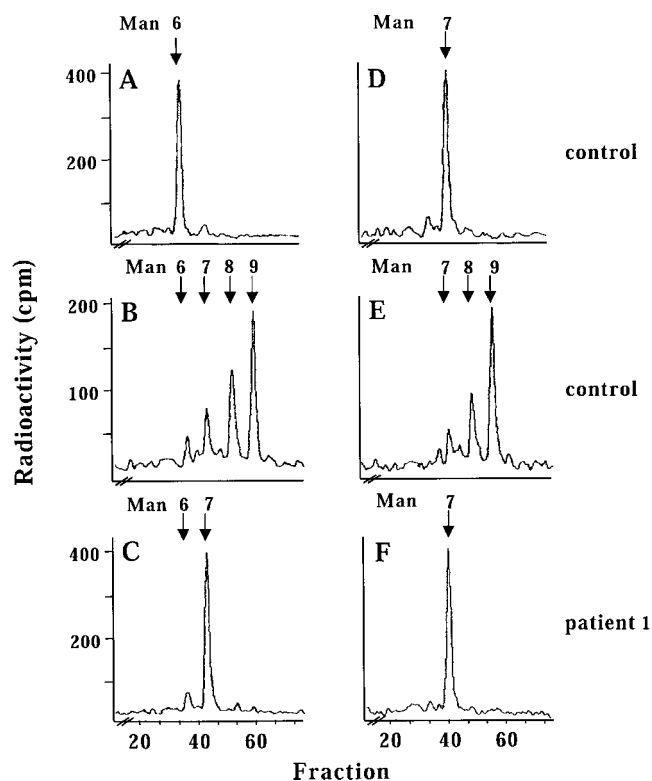 Man 6
Man 7
A
400
200
D
control
Man 6 7 8 9
Man 7 8 9
B
200
100
E
control
Man 6 7
Man 7
C
400
200
F
patient 1
20 40 60
20 40 60
Radioactivity (cpm)
Fraction